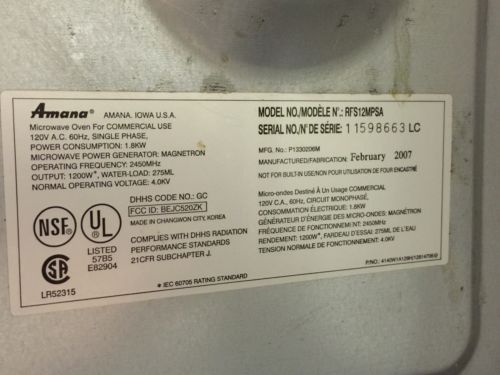 Amana® AMANA. IOWA U.S.A.
Microwave Oven For COMMERCIAL USE
120V A.C. 60Hz, SINGLE PHASE,
POWER CONSUMPTION: 1.8KW
MICROWAVE POWER GENERATOR: MAGNETRON
OPERATING FREQUENCY: 2450MHz
OUTPUT: 1200W*, WATER-LOAD: 275ML
NORMAL OPERATING VOLTAGE: 4.0KV
DHHS CODE NO.: GC
FCC ID: BEJC520ZK
MADE IN CHANGWON CITY, KOREA
NSF®
UL®
LISTED
57B5
E82904
COMPLIES WITH DHHS RADIATION
PERFORMANCE STANDARDS
21CFR SUBCHAPTER J.
SA
LR52315
* IEC 60705 RATING STANDARD
MODEL NO./MODÈLE N°.: RFS12MPSA
SERIAL NO./N° DE SÉRIE: 11598663 LC
MFG. No.: P1330206M
MANUFACTURED/FABRICATION: February 2007
NOT FOR BUILT-IN USE/NON POUR L'UTILISATION DE FOUR ENCASTRÉ
Micro-ondes Destiné À Un Usage COMMERCIAL
120V C.A., 60Hz, CIRCUIT MONOPHASÉ,
CONSOMMATION ÉLECTRIQUE: 1.8KW
GÉNÉRATEUR D'ÉNERGIE DES MICRO-ONDES: MAGNÉTRON
FRÉQUENCE DE FONCTIONNEMENT: 2450MHz
RENDEMENT: 1200W*, FARDEAU D'ESSAI: 275ML DE L'EAU
TENSION NORMALE DE FONCTIONNEMENT: 4.0KV
P/NO.: